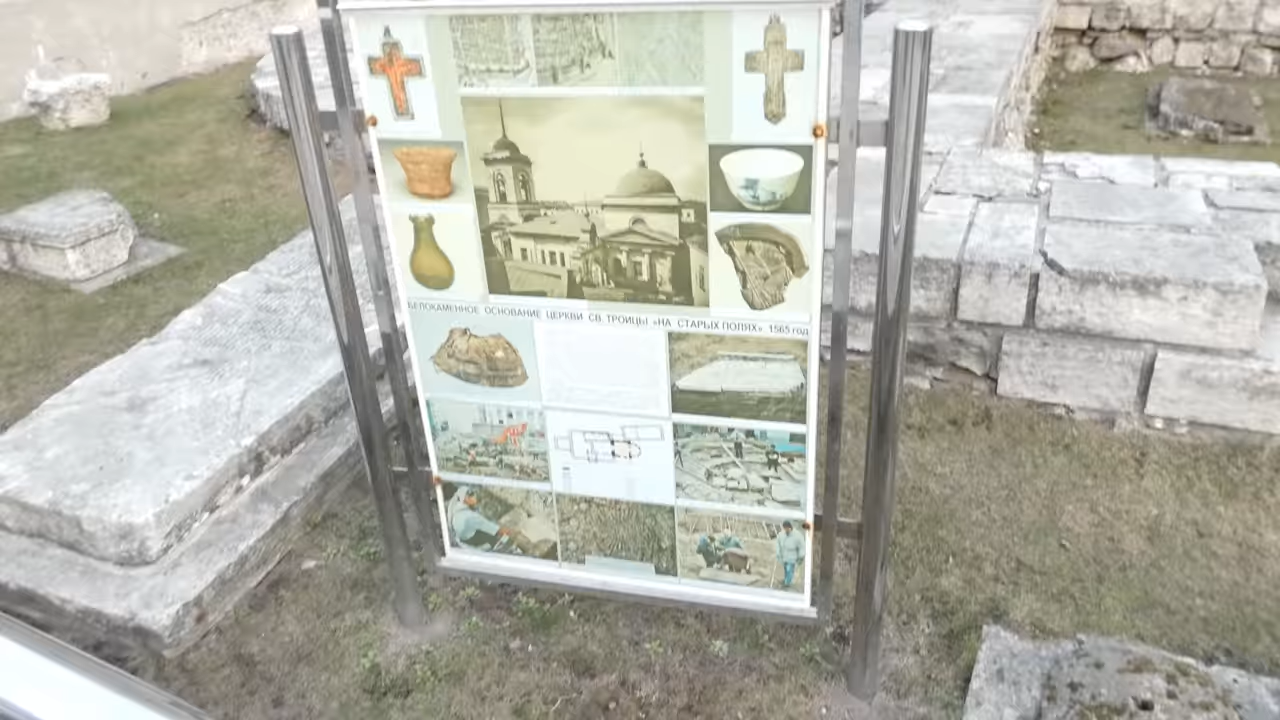 БЕЛОКАМЕННОЕ ОСНОВАНИЕ ЦЕРКВИ СВ. ТРОИЦЫ «НА СТАРЫХ ПОЛЯХ». 1565 год